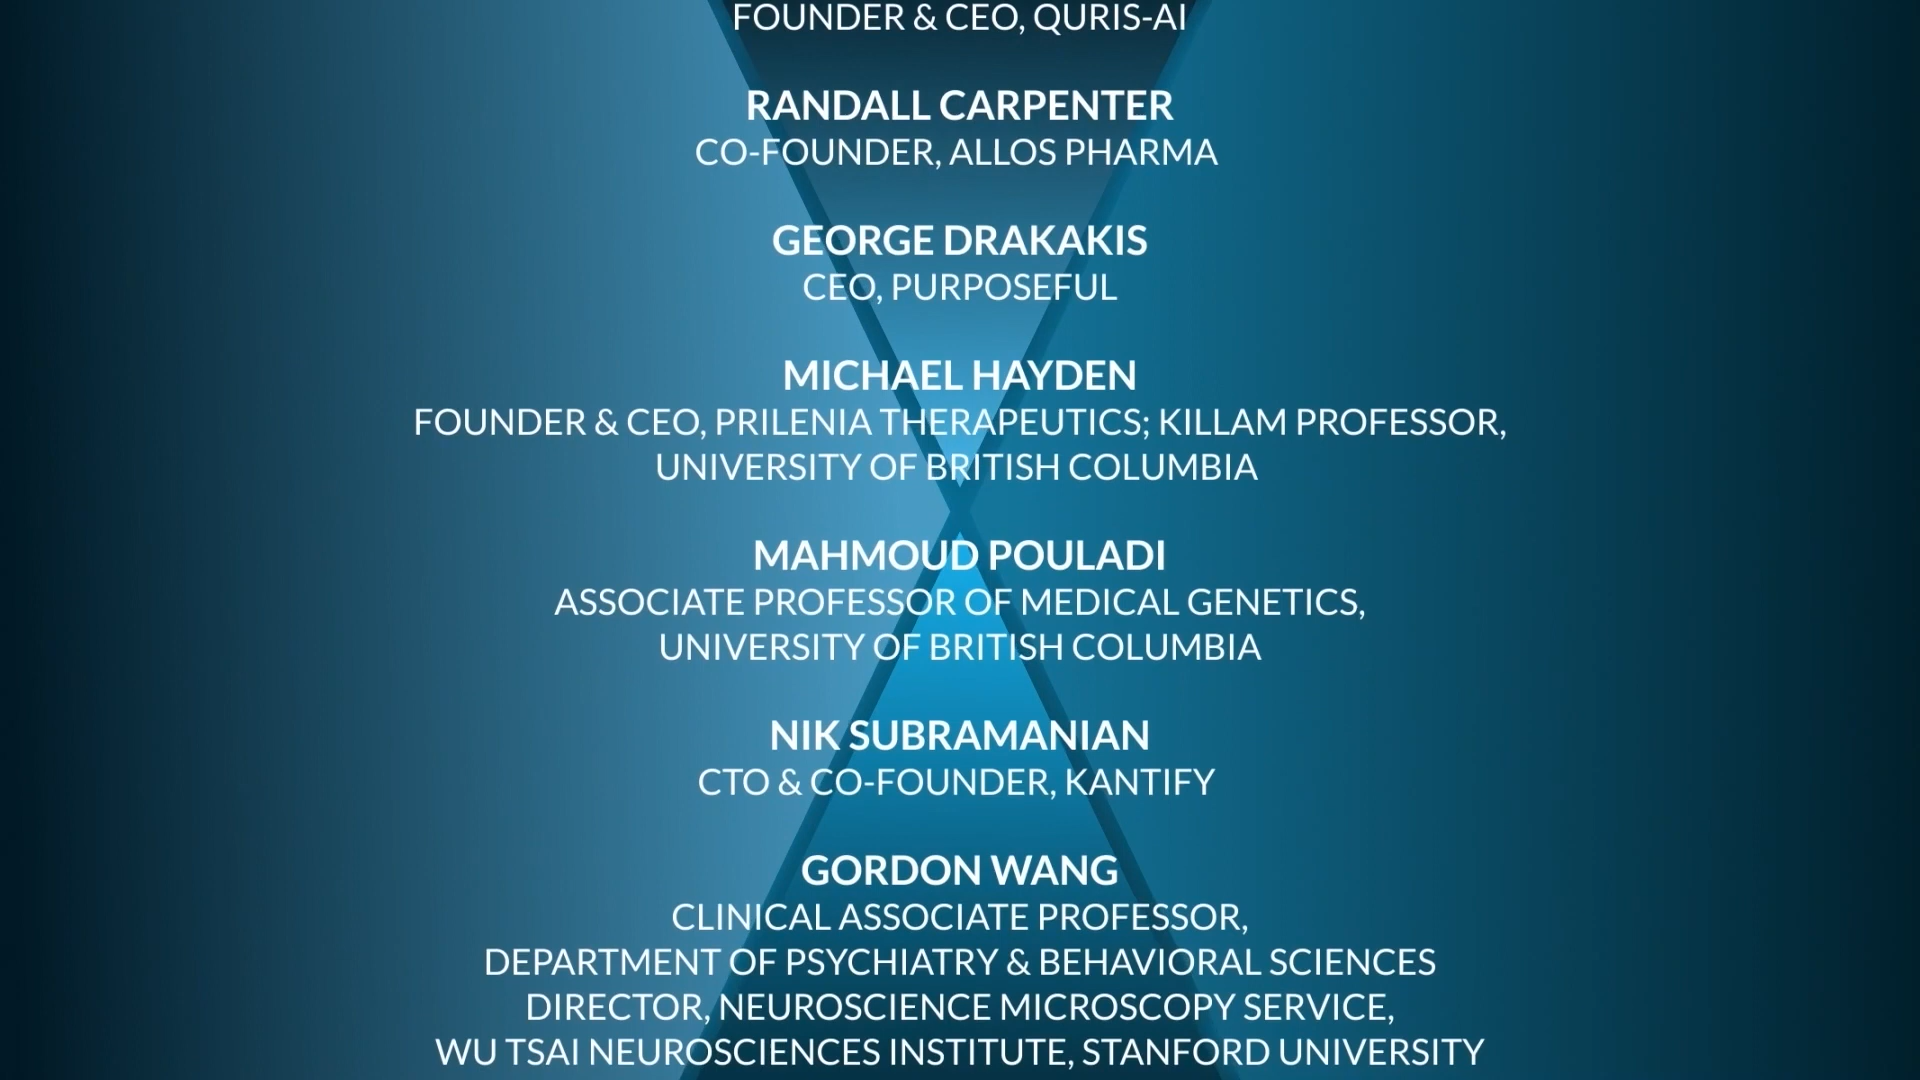 FOUNDER & CEO, QURIS-AI
RANDALL CARPENTER
CO-FOUNDER, ALLOS PHARMA
GEORGE DRAKAKIS
CEO, PURPOSEFUL
MICHAEL HAYDEN
FOUNDER & CEO, PRILENIA THERAPEUTICS; KILLAM PROFESSOR,
UNIVERSITY OF BRITISH COLUMBIA
MAHMOUD POULADI
ASSOCIATE PROFESSOR OF MEDICAL GENETICS,
UNIVERSITY OF BRITISH COLUMBIA
NIK SUBRAMANIAN
CTO & CO-FOUNDER, KANTIFY
GORDON WANG
CLINICAL ASSOCIATE PROFESSOR,
DEPARTMENT OF PSYCHIATRY & BEHAVIORAL SCIENCES
DIRECTOR, NEUROSCIENCE MICROSCOPY SERVICE,
WU TSAI NEUROSCIENCES INSTITUTE, STANFORD UNIVERSITY